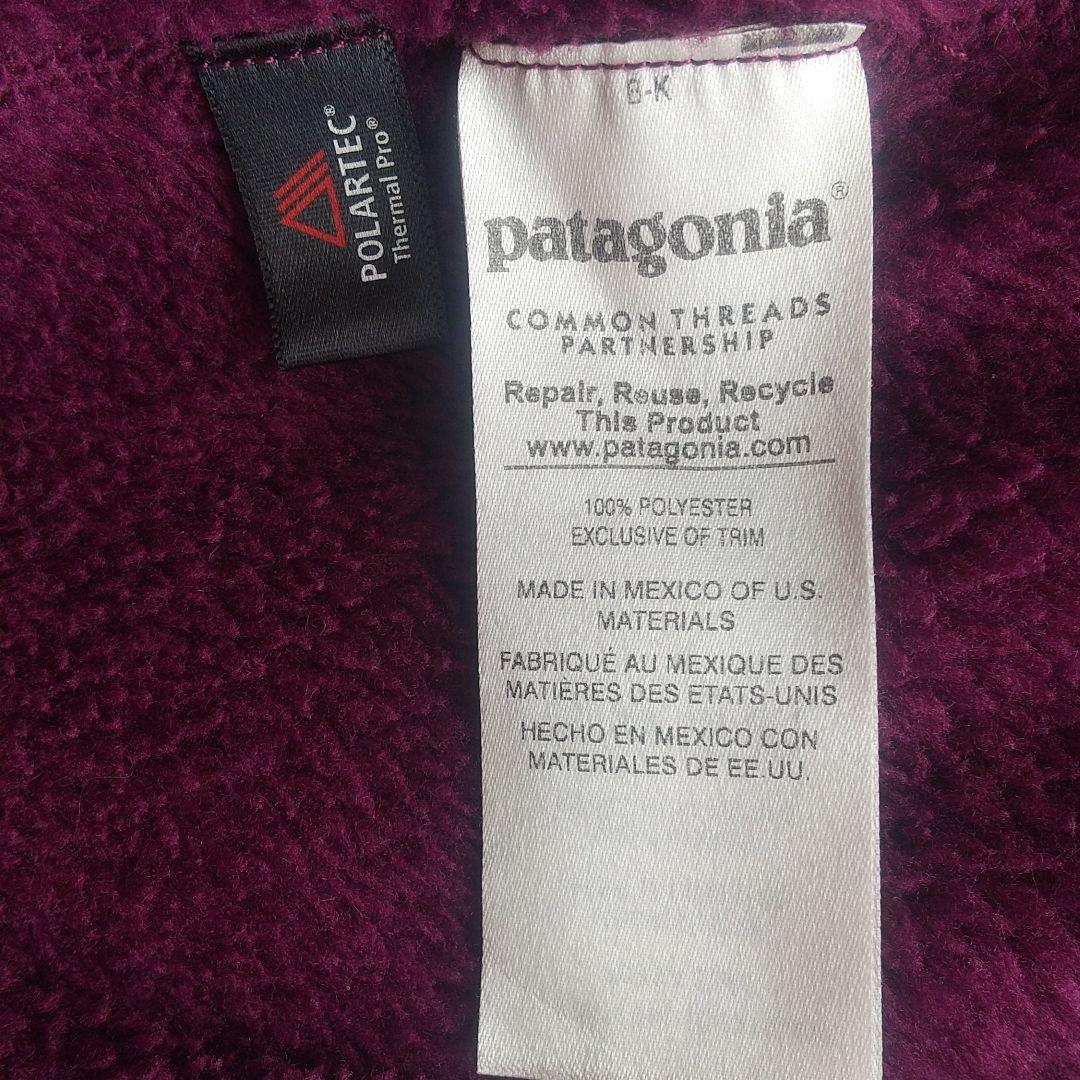 POLARTEC®
Thermal Pro®
patagonia®
COMMON THREADS
PARTNERSHIP
Repair, Reuse, Recycle
This Product
www.patagonia.com
100% POLYESTER
EXCLUSIVE OF TRIM
MADE IN MEXICO OF U.S.
MATERIALS
FABRIQUÉ AU MEXIQUE DES
MATIÈRES DES ETATS-UNIS
HECHO EN MEXICO CON
MATERIALES DE EE.UU.